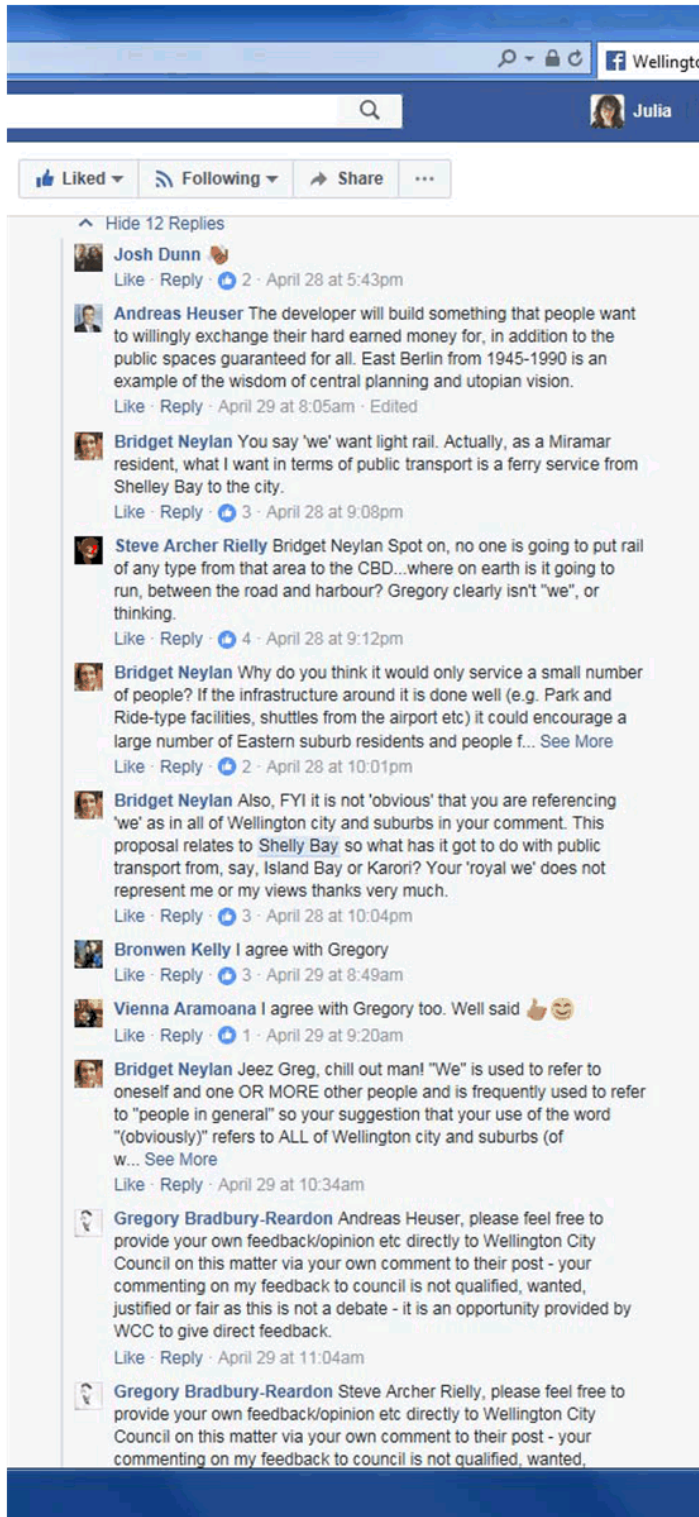 Wellingto
Julia
Liked
Following
Share
...
Hide 12 Replies
Josh Dunn
Like · Reply · 2 · April 28 at 5:43pm
Andreas Heuser The developer will build something that people want
to willingly exchange their hard earned money for, in addition to the
public spaces guaranteed for all. East Berlin from 1945-1990 is an
example of the wisdom of central planning and utopian vision.
Like · Reply · April 29 at 8:05am · Edited
Bridget Neylan You say 'we' want light rail. Actually, as a Miramar
resident, what I want in terms of public transport is a ferry service from
Shelley Bay to the city.
Like · Reply · 3 · April 28 at 9:08pm
Steve Archer Rielly Bridget Neylan Spot on, no one is going to put rail
of any type from that area to the CBD...where on earth is it going to
run, between the road and harbour? Gregory clearly isn't "we", or
thinking.
Like · Reply · 4 · April 28 at 9:12pm
Bridget Neylan Why do you think it would only service a small number
of people? If the infrastructure around it is done well (e.g. Park and
Ride-type facilities, shuttles from the airport etc) it could encourage a
large number of Eastern suburb residents and people f... See More
Like · Reply · 2 · April 28 at 10:01pm
Bridget Neylan Also, FYI it is not 'obvious' that you are referencing
'we' as in all of Wellington city and suburbs in your comment. This
proposal relates to Shelly Bay so what has it got to do with public
transport from, say, Island Bay or Karori? Your 'royal we' does not
represent me or my views thanks very much.
Like · Reply · 3 · April 28 at 10:04pm
Bronwen Kelly I agree with Gregory
Like · Reply · 3 · April 29 at 8:49am
Vienna Aramoana I agree with Gregory too. Well said 👍😊
Like · Reply · 1 · April 29 at 9:20am
Bridget Neylan Jeez Greg, chill out man! "We" is used to refer to
oneself and one OR MORE other people and is frequently used to refer
to "people in general" so your suggestion that your use of the word
"(obviously)" refers to ALL of Wellington city and suburbs (of
w... See More
Like · Reply · April 29 at 10:34am
Gregory Bradbury-Reardon Andreas Heuser, please feel free to
provide your own feedback/opinion etc directly to Wellington City
Council on this matter via your own comment to their post - your
commenting on my feedback to council is not qualified, wanted,
justified or fair as this is not a debate - it is an opportunity provided by
WCC to give direct feedback.
Like · Reply · April 29 at 11:04am
Gregory Bradbury-Reardon Steve Archer Rielly, please feel free to
provide your own feedback/opinion etc directly to Wellington City
Council on this matter via your own comment to their post - your
commenting on my feedback to council is not qualified, wanted,